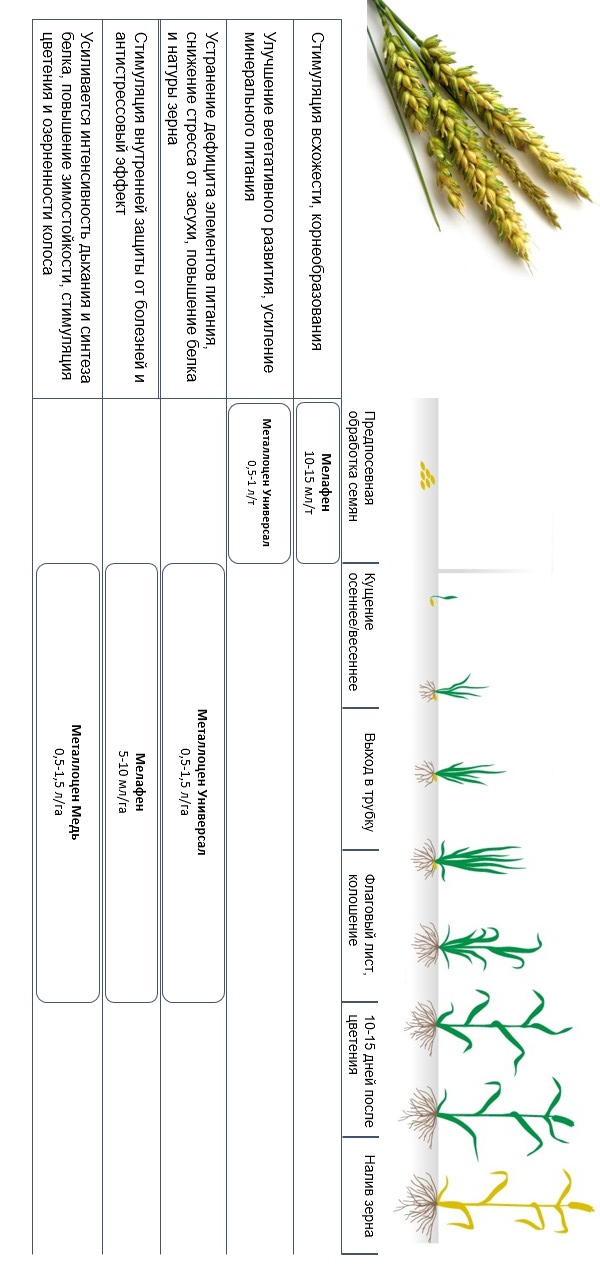 Предпосевная
обработка семян
Кущение
осеннее/весеннее
Выход в трубку
Флаговый лист,
колошение
10-15 дней после
цветения
Налив зерна
Стимуляция всхожести, корнеобразования
Мелафен
10-15 мл/т
Улучшение вегетативного развития, усиление
минерального питания
Металлоцен Универсал
0,5-1 л/т
Устранение дефицита элементов питания,
снижение стресса от засухи, повышение белка
и натуры зерна
Металлоцен Универсал
0,5-1,5 л/га
Стимуляция внутренней защиты от болезней и
антистрессовый эффект
Мелафен
5-10 мл/га
Усиливается интенсивность дыхания и синтеза
белка, повышение зимостойкости, стимуляция
цветения и озерненности колоса
Металлоцен Медь
0,5-1,5 л/га